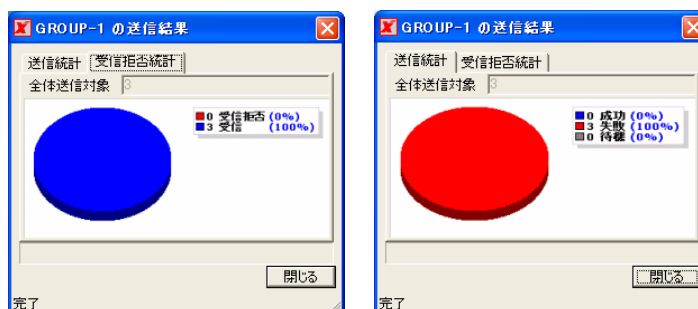 GROUP-1 の送信結果
送信統計 受信拒否統計
全体送信対象 3
0 受信拒否 (0%)
3 受信 (100%)
閉じる
完了
GROUP-1 の送信結果
送信統計 受信拒否統計
全体送信対象 3
0 成功 (0%)
3 失敗 (100%)
0 待機 (0%)
閉じる
完了